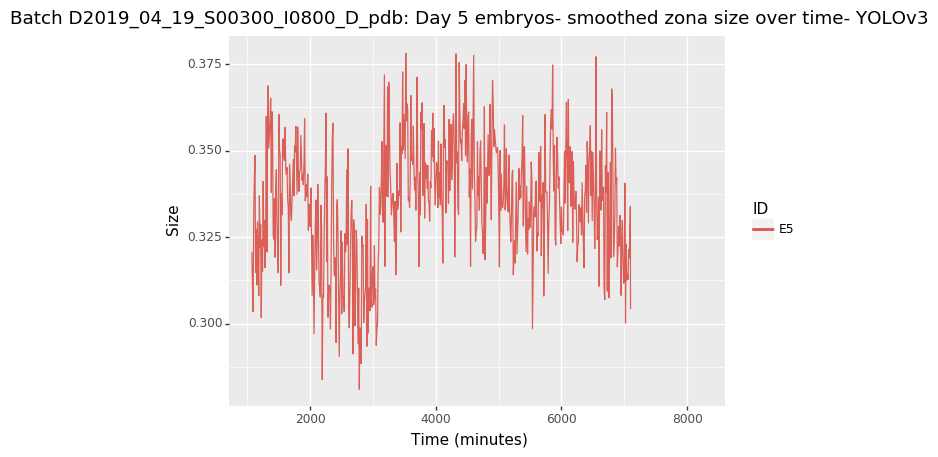 Batch D2019_04_19_S00300_I0800_D_pdb: Day 5 embryos- smoothed zona size over time- YOLOv3
0.375
0.350
0.325
0.300
Size
2000
4000
6000
8000
Time (minutes)
ID
E5